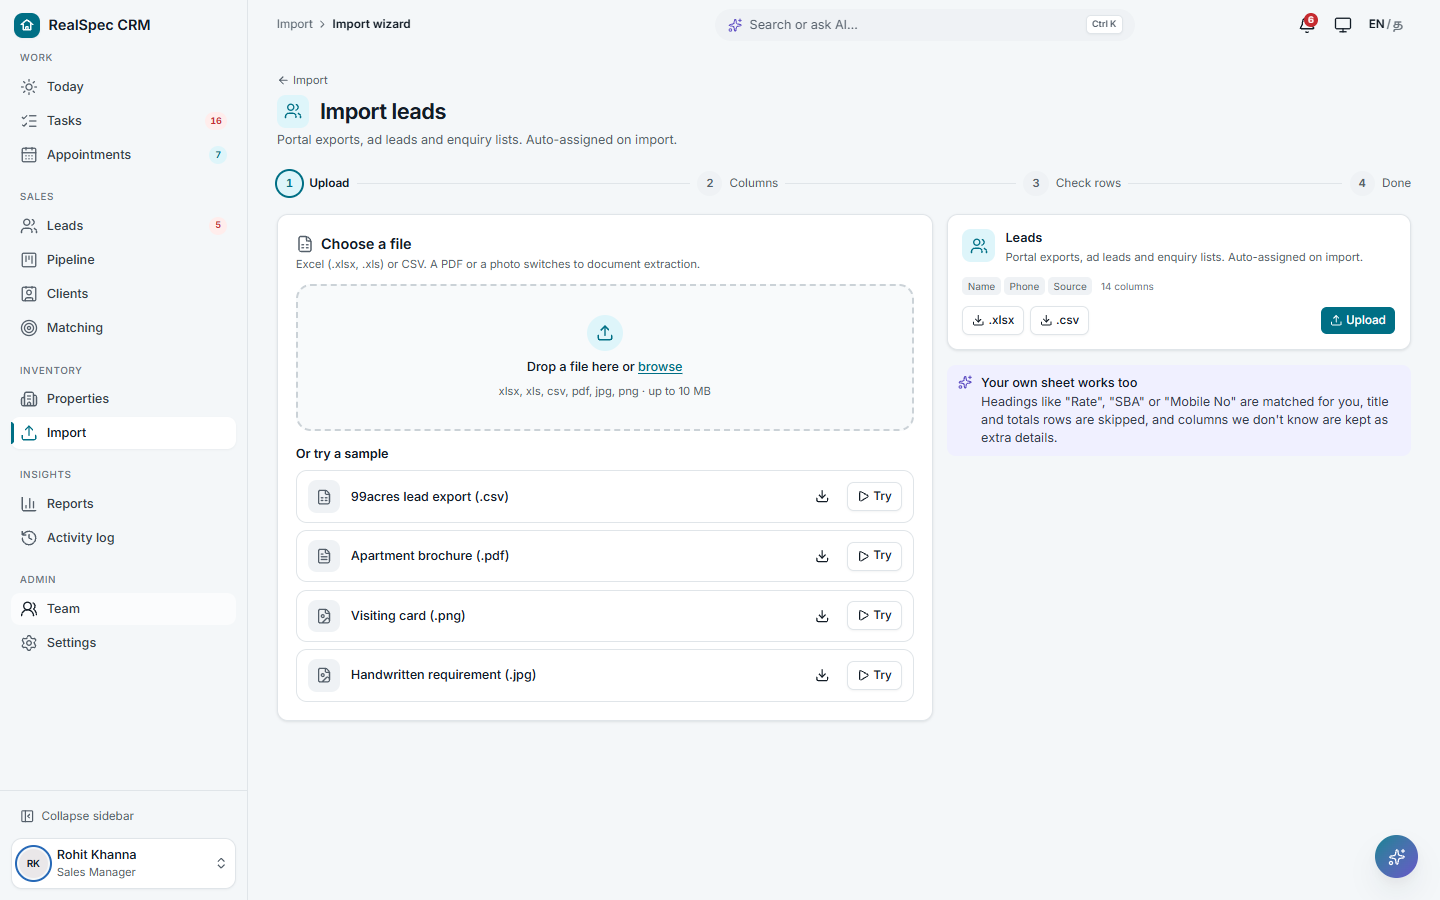 RealSpec CRM
WORK
Today
Tasks 16
Appointments 7
SALES
Leads 5
Pipeline
Clients
Matching
INVENTORY
Properties
Import
INSIGHTS
Reports
Activity log
ADMIN
Team
Settings
Collapse sidebar
RK
Rohit Khanna
Sales Manager
Import > Import wizard
Search or ask AI...
Ctrl K
6
EN / த
← Import
Import leads
Portal exports, ad leads and enquiry lists. Auto-assigned on import.
1 Upload
2 Columns
3 Check rows
4 Done
Choose a file
Excel (.xlsx, .xls) or CSV. A PDF or a photo switches to document extraction.
Drop a file here or browse
xlsx, xls, csv, pdf, jpg, png · up to 10 MB
Or try a sample
99acres lead export (.csv) Try
Apartment brochure (.pdf) Try
Visiting card (.png) Try
Handwritten requirement (.jpg) Try
Leads
Portal exports, ad leads and enquiry lists. Auto-assigned on import.
Name Phone Source 14 columns
.xlsx .csv Upload
Your own sheet works too
Headings like "Rate", "SBA" or "Mobile No" are matched for you, title
and totals rows are skipped, and columns we don't know are kept as
extra details.